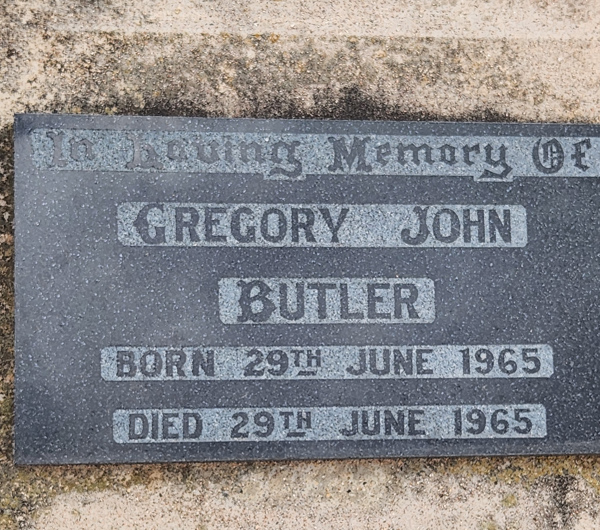 In Loving Memory Of
GREGORY JOHN
BUTLER
BORN 29TH JUNE 1965
DIED 29TH JUNE 1965